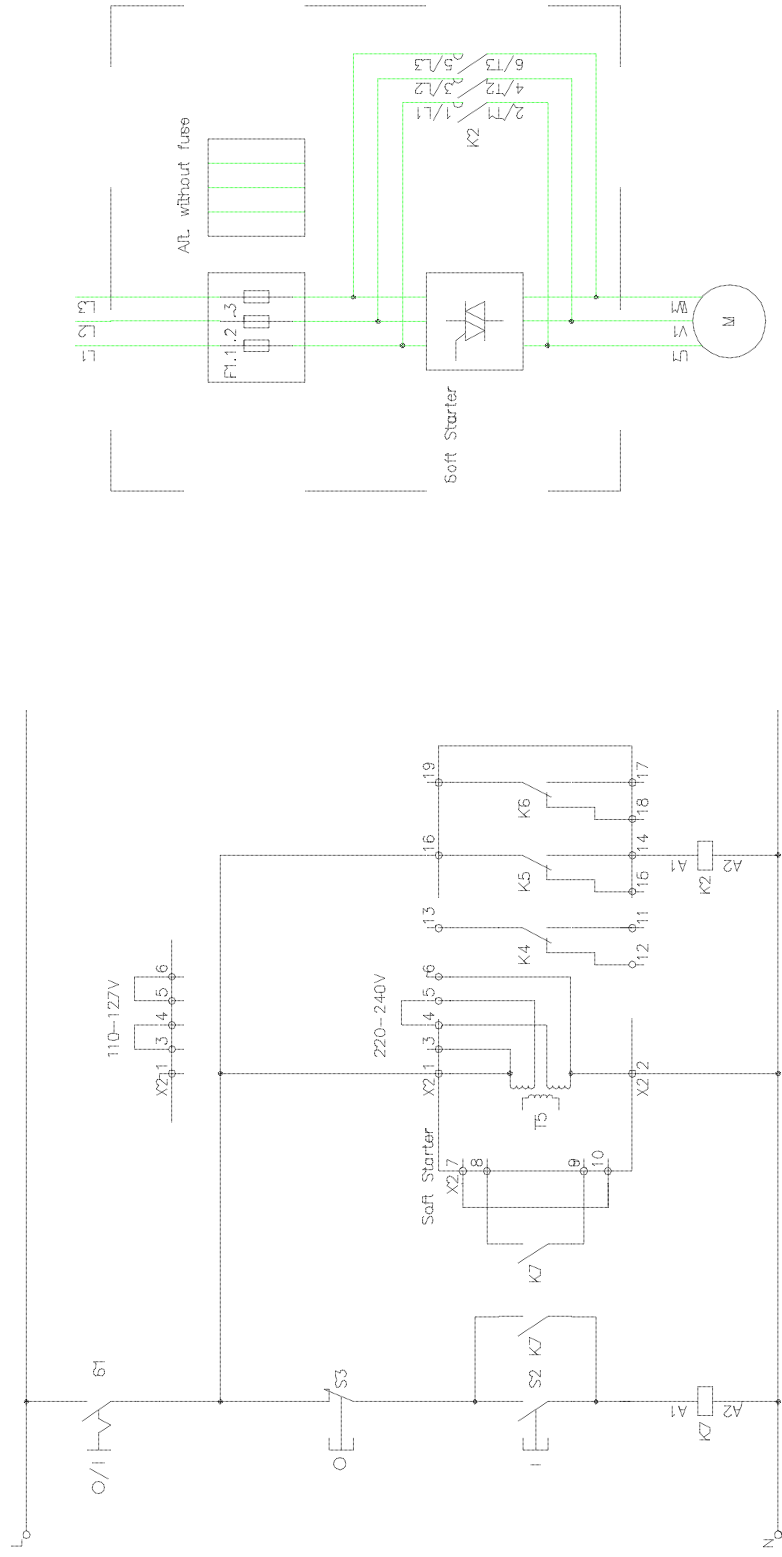 L3
L2
L1
Alt. without fuse
F1.1 .2 .3
5/L3
3/L2
1/L1
6/T3
4/T2
2/T1
K2
Soft Starter
W1
V1
U1
M
L
S1
O/I
110-127V
X2 1 3 4 5 6
220-240V
X2 1 3 4 5 6 13 16 19
Soft Starter
X2 7
8
9
10
T5
K4
K5
K6
X2 2 12 11 15 14 18 17
K7
S3
O
S2
K7
I
A1
K7
A2
A1
K2
A2
N